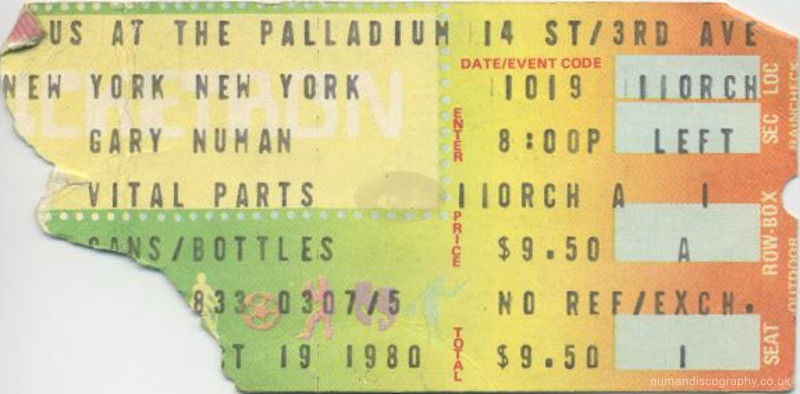 US AT THE PALLADIUM 14 ST/3RD AVE
NEW YORK NEW YORK
GARY NUMAN
VITAL PARTS
CANS/BOTTLES
833 0307/5
CT 19 1980
DATE/EVENT CODE
1019
ENTER
8:00P
11ORCH A 1
PRICE
$9.50
NO REF/EXCH.
TOTAL
$9.50
11ORCH
LEFT
A
1
LOC
SEC
ROW-BOX
SEAT
RAINCHECK
OUTDOOR
numandiscography.co.uk